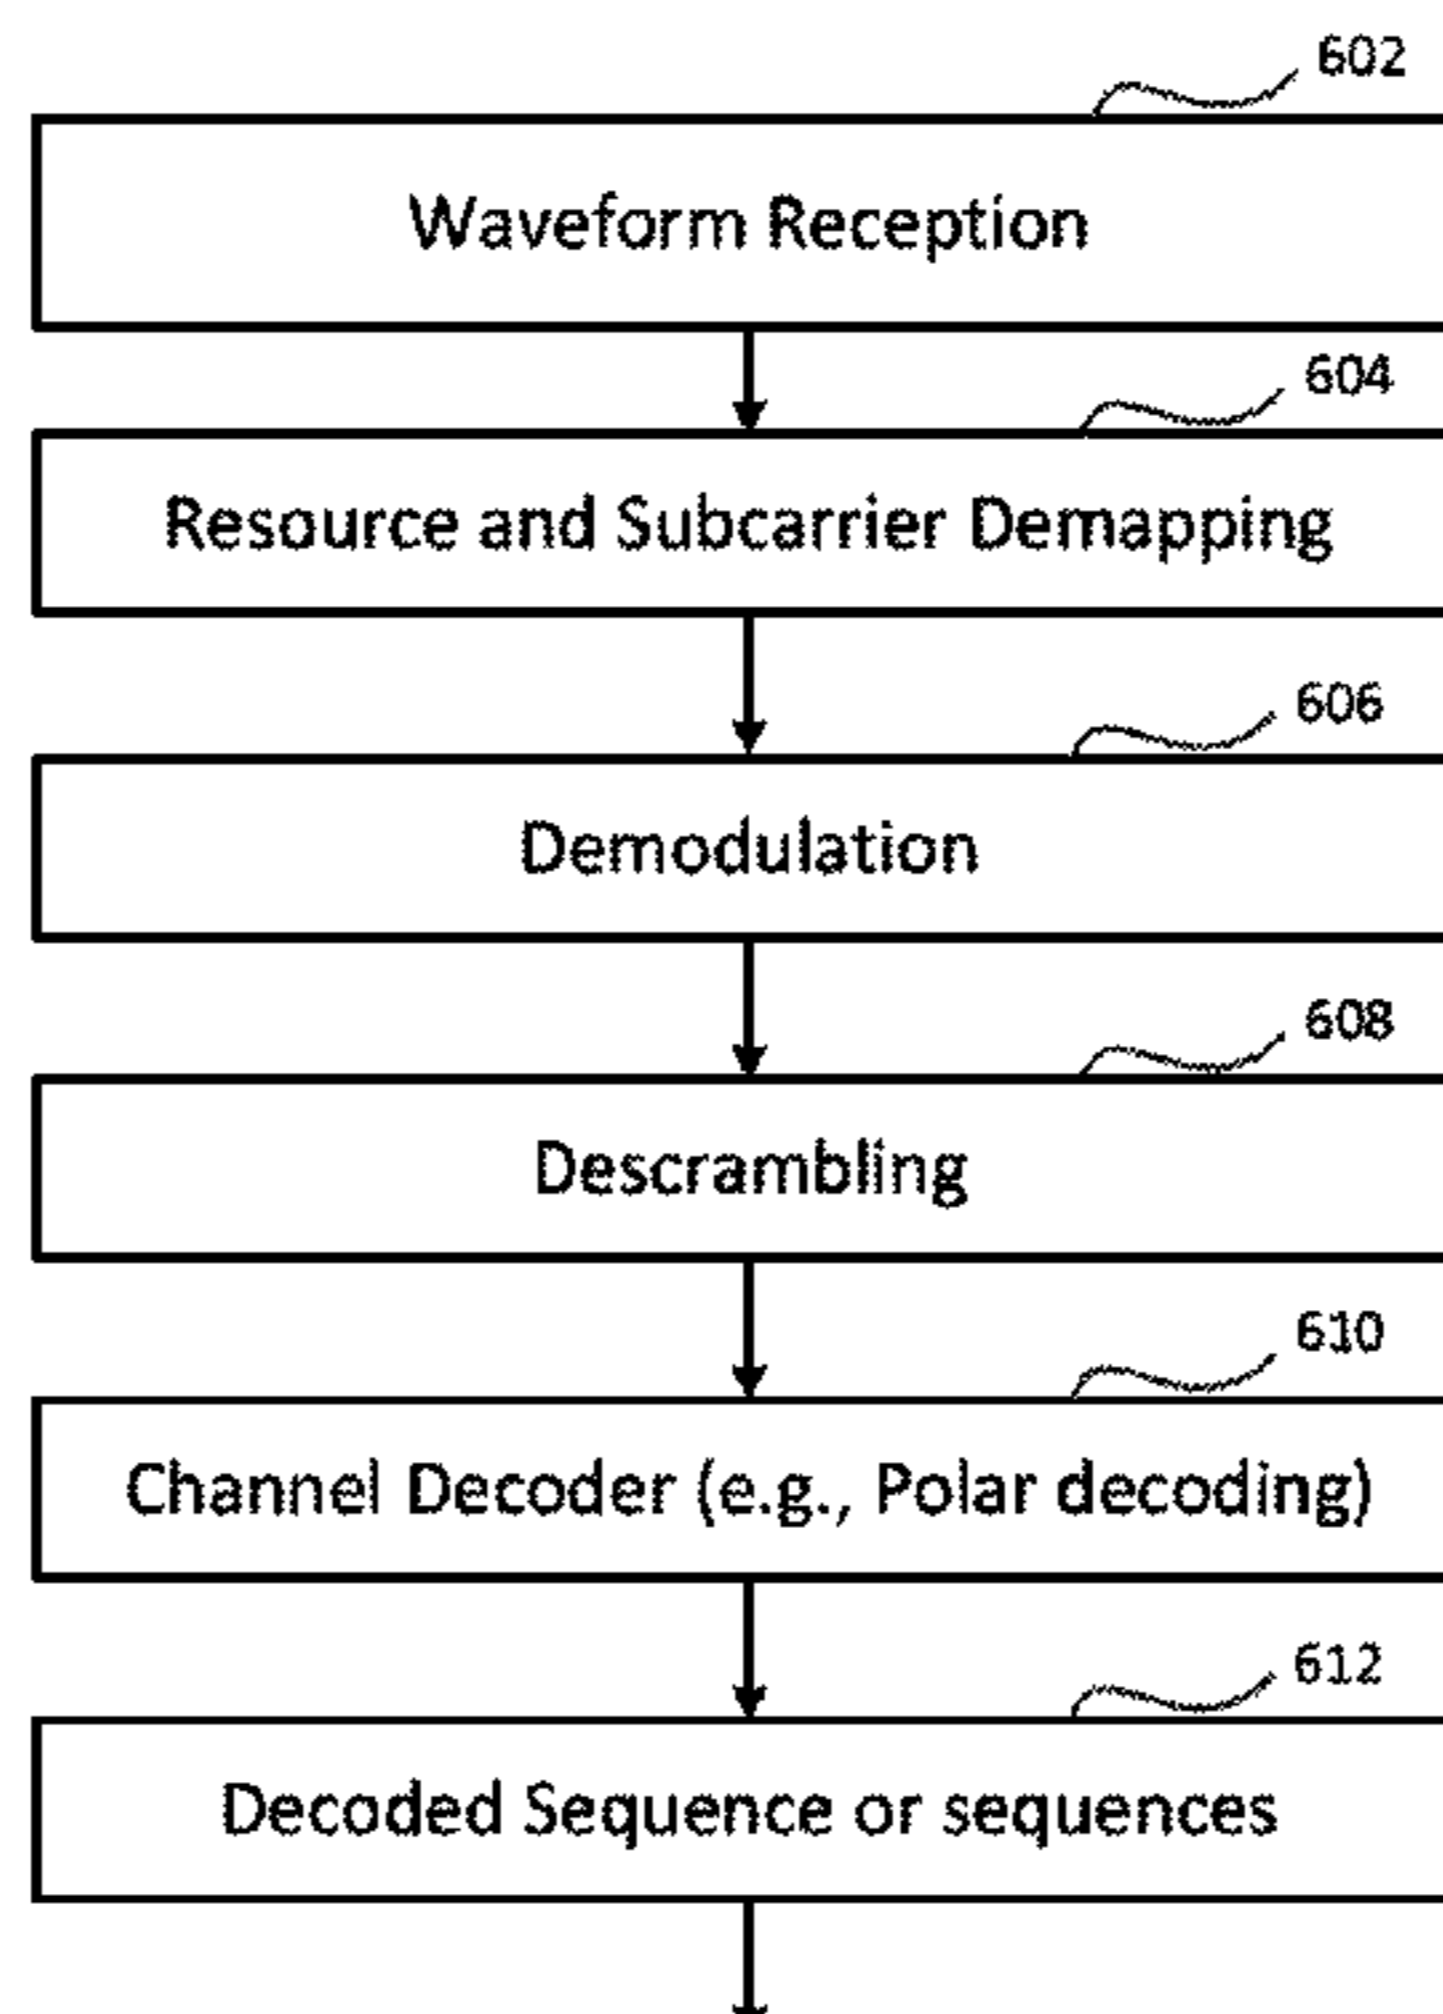 602
Waveform Reception
604
Resource and Subcarrier Demapping
606
Demodulation
608
Descrambling
610
Channel Decoder (e.g., Polar decoding)
612
Decoded Sequence or sequences